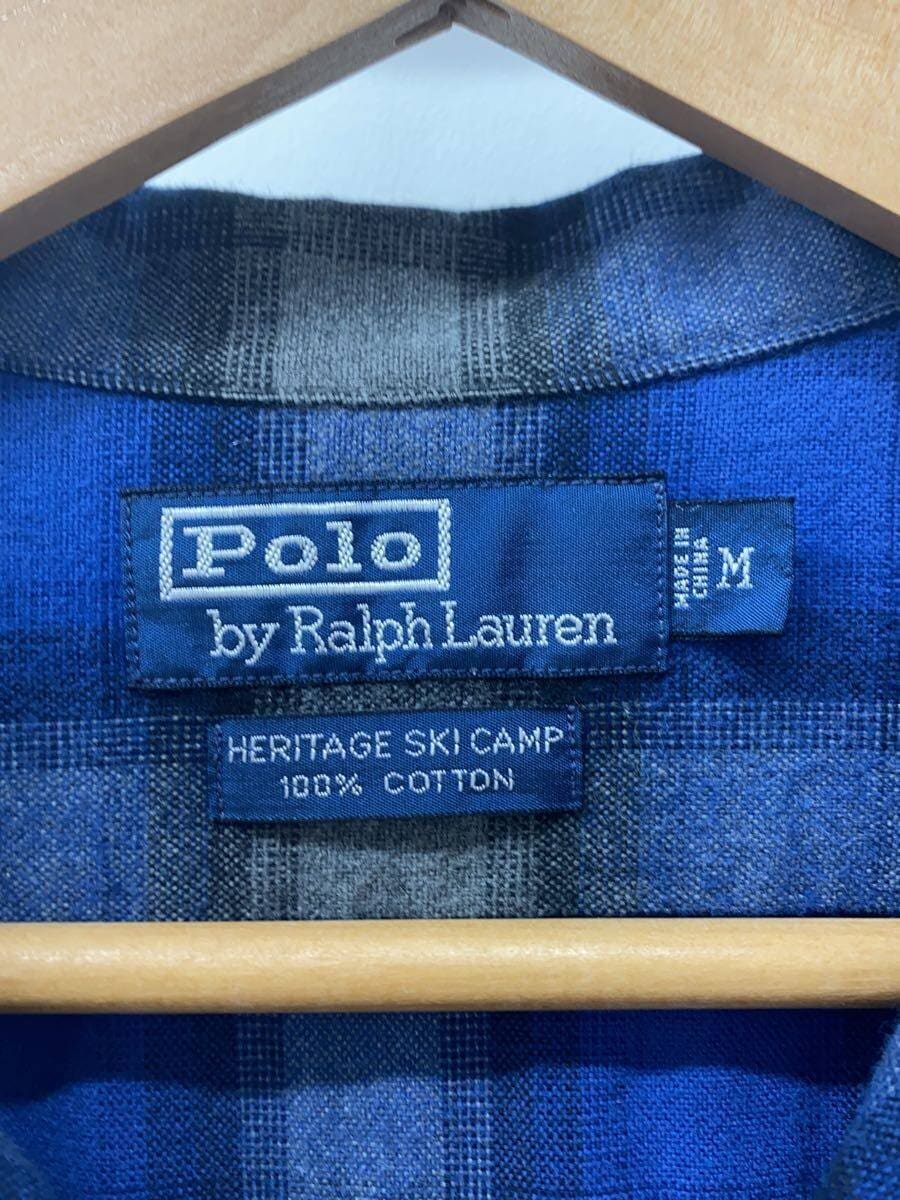 Polo
by Ralph Lauren
MADE IN
CHINA
M
HERITAGE SKI CAMP
100% COTTON